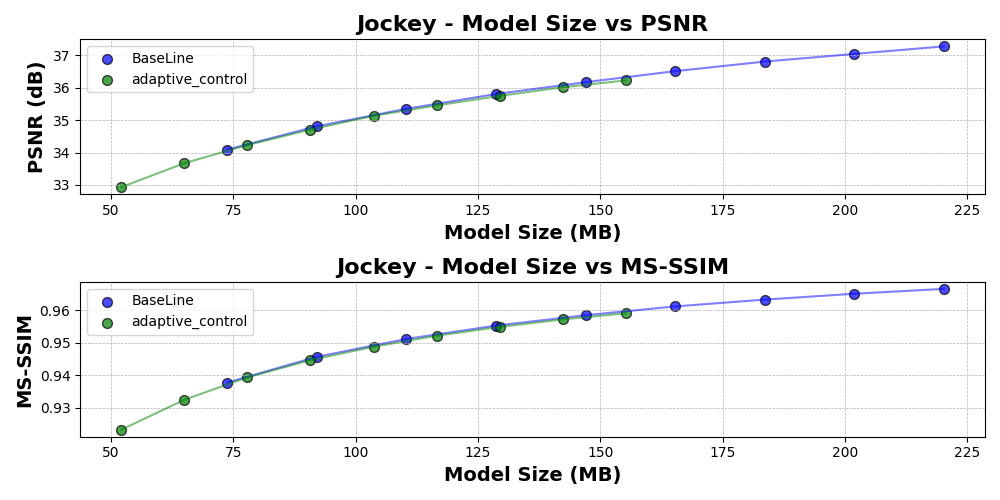 Jockey - Model Size vs PSNR
PSNR (dB)
37
36
35
34
33
BaseLine
adaptive_control
50 75 100 125 150 175 200 225
Model Size (MB)
Jockey - Model Size vs MS-SSIM
MS-SSIM
0.96
0.95
0.94
0.93
BaseLine
adaptive_control
50 75 100 125 150 175 200 225
Model Size (MB)